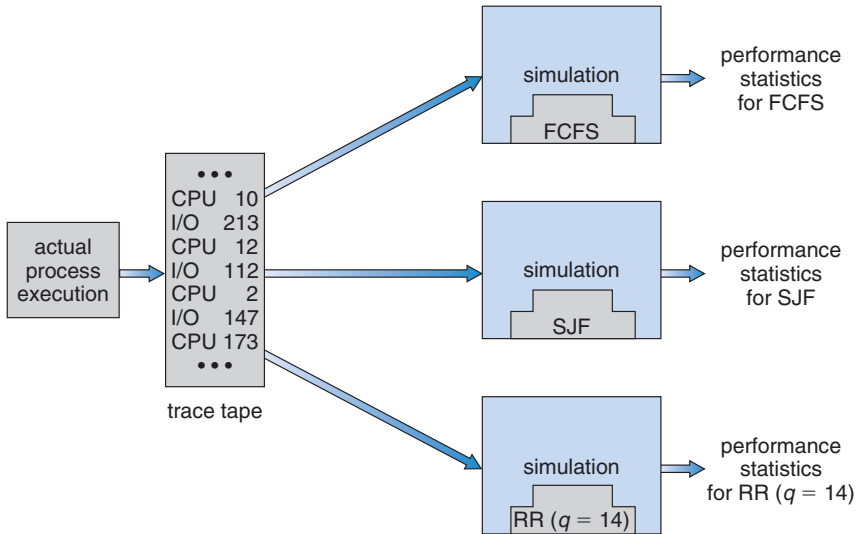 actual
process
execution
• • •
CPU 10
I/O 213
CPU 12
I/O 112
CPU 2
I/O 147
CPU 173
• • •
trace tape
simulation
FCFS
performance
statistics
for FCFS
simulation
SJF
performance
statistics
for SJF
simulation
RR (q = 14)
performance
statistics
for RR (q = 14)